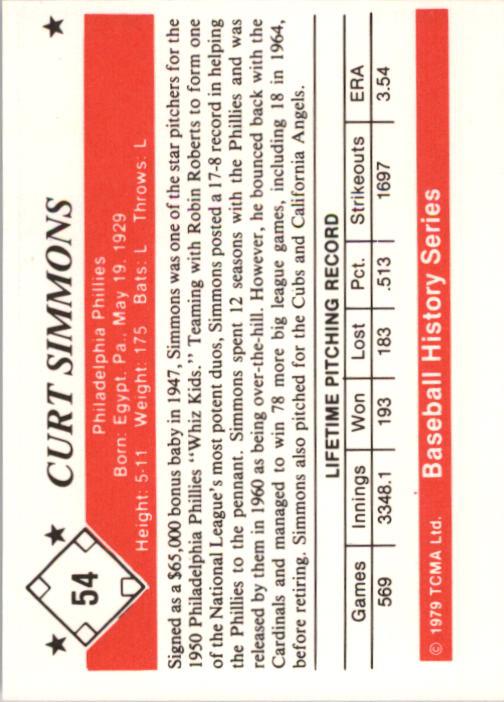 54
CURT SIMMONS
Philadelphia Phillies
Born: Egypt, Pa., May 19, 1929
Height: 5-11 Weight: 175 Bats: L Throws: L
Signed as a $65,000 bonus baby in 1947, Simmons was one of the star pitchers for the
1950 Philadelphia Phillies “Whiz Kids.” Teaming with Robin Roberts to form one
of the National League's most potent duos, Simmons posted a 17-8 record in helping
the Phillies to the pennant. Simmons spent 12 seasons with the Phillies and was
released by them in 1960 as being over-the-hill. However, he bounced back with the
Cardinals and managed to win 78 more big league games, including 18 in 1964,
before retiring. Simmons also pitched for the Cubs and California Angels.
LIFETIME PITCHING RECORD
Games Innings Won Lost Pct. Strikeouts ERA
569 3348.1 193 183 .513 1697 3.54
© 1979 TCMA Ltd. Baseball History Series